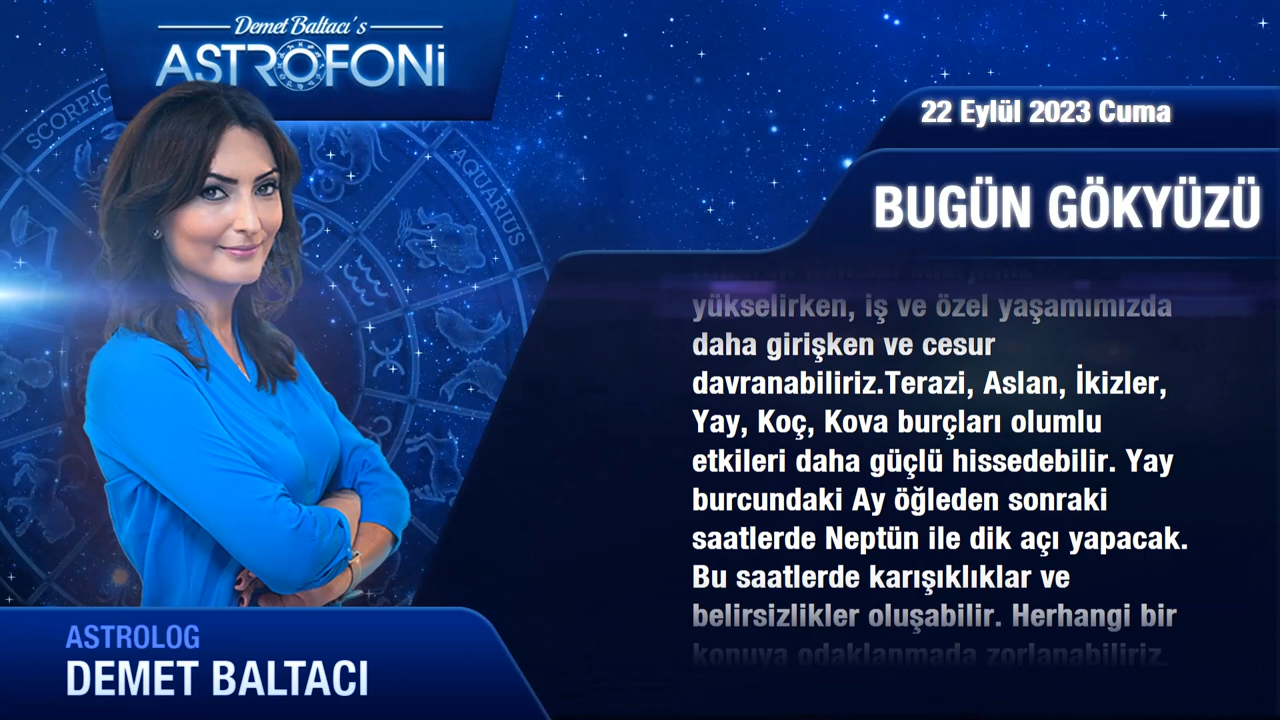 Demet Baltacı's
ASTROFONi
SCORPIO
AQUARIUS
22 Eylül 2023 Cuma
BUGÜN GÖKYÜZÜ
yükselirken, iş ve özel yaşamımızda
daha girişken ve cesur
davranabiliriz.Terazi, Aslan, İkizler,
Yay, Koç, Kova burçları olumlu
etkileri daha güçlü hissedebilir. Yay
burcundaki Ay öğleden sonraki
saatlerde Neptün ile dik açı yapacak.
Bu saatlerde karışıklıklar ve
belirsizlikler oluşabilir. Herhangi bir
konuya odaklanmada zorlanabiliriz.
ASTROLOG
DEMET BALTACI